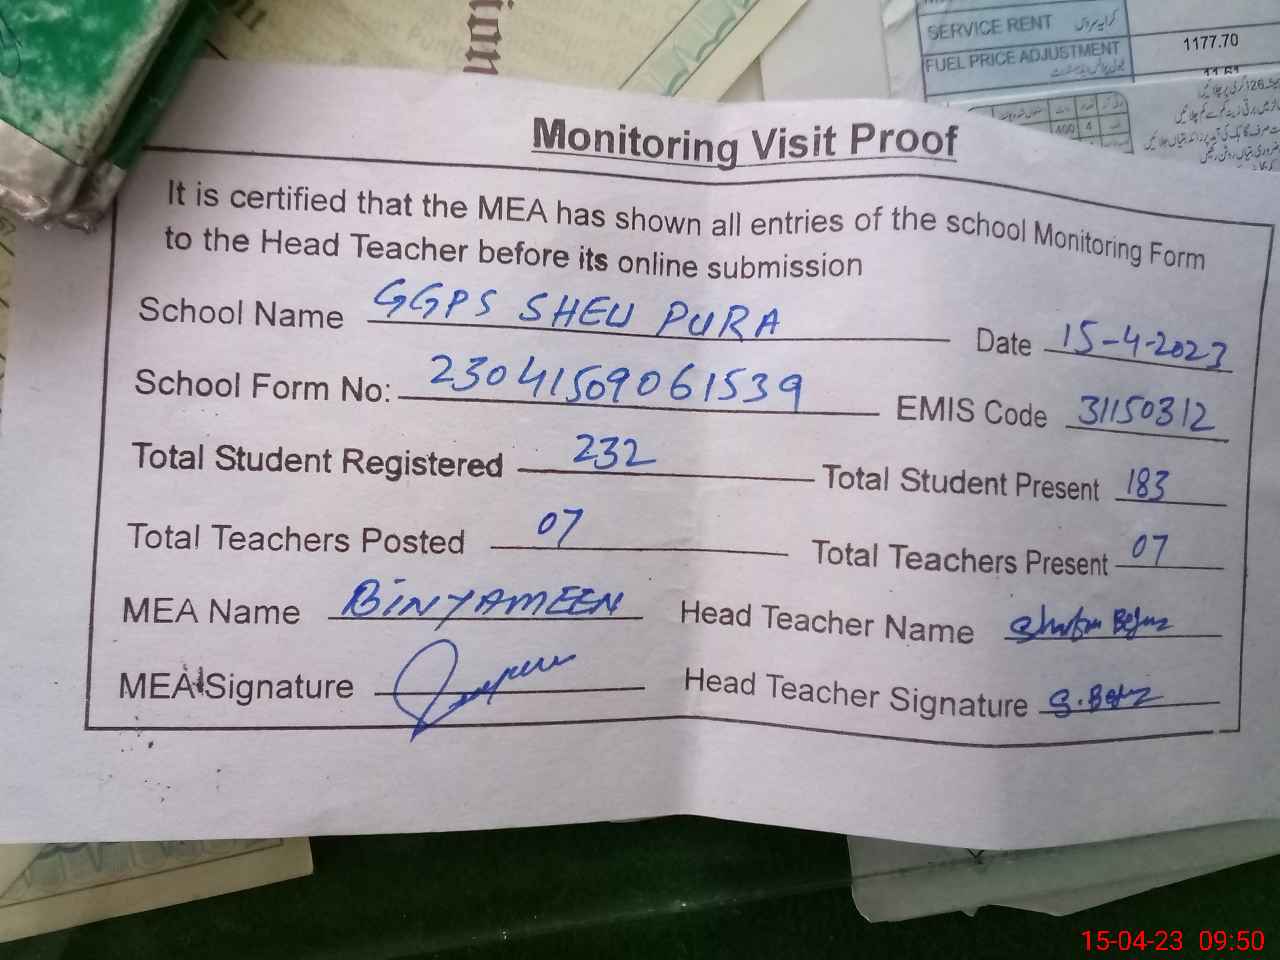 tion
SERVICE RENT
1177.70
FUEL PRICE ADJUSTMENT
400 4
Monitoring Visit Proof
It is certified that the MEA has shown all entries of the school Monitoring Form
to the Head Teacher before its online submission
School Name GGPS SHEU PURA Date 15-4-2023
School Form No: 23041509061539 EMIS Code 31150312
Total Student Registered 232 Total Student Present 183
Total Teachers Posted 07 Total Teachers Present 07
MEA Name BINYAMEEN Head Teacher Name
MEA Signature Head Teacher Signature
15-04-23 09:50